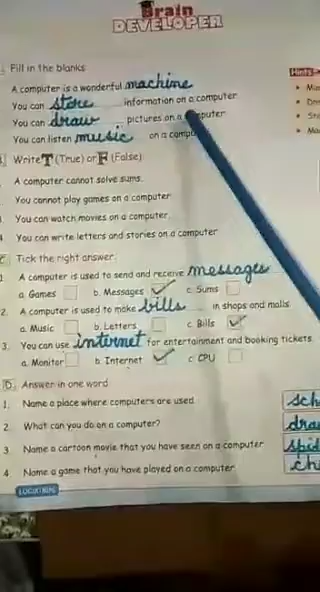 Brain
DEVELOPER
Fill in the blanks
Hints
A computer is a wonderful machine
You can store information on a computer
You can draw pictures on a computer
You can listen music on a compu
Write T (True) or F (False)
A computer cannot solve sums.
You cannot play games on a computer
You can watch movies on a computer.
You can write letters and stories on a computer
C Tick the right answer.
A computer is used to send and receive messages
a. Games b. Messages c. Sums
2. A computer is used to make bills in shops and malls
a. Music b. Letters c. Bills
3. You can use internet for entertainment and booking tickets.
a. Monitor b. Internet c. CPU
D. Answer in one word
1. Name a place where computers are used. sch
2. What can you do on a computer? dra
3. Name a cartoon movie that you have seen on a computer spid
4. Name a game that you have played on a computer ch